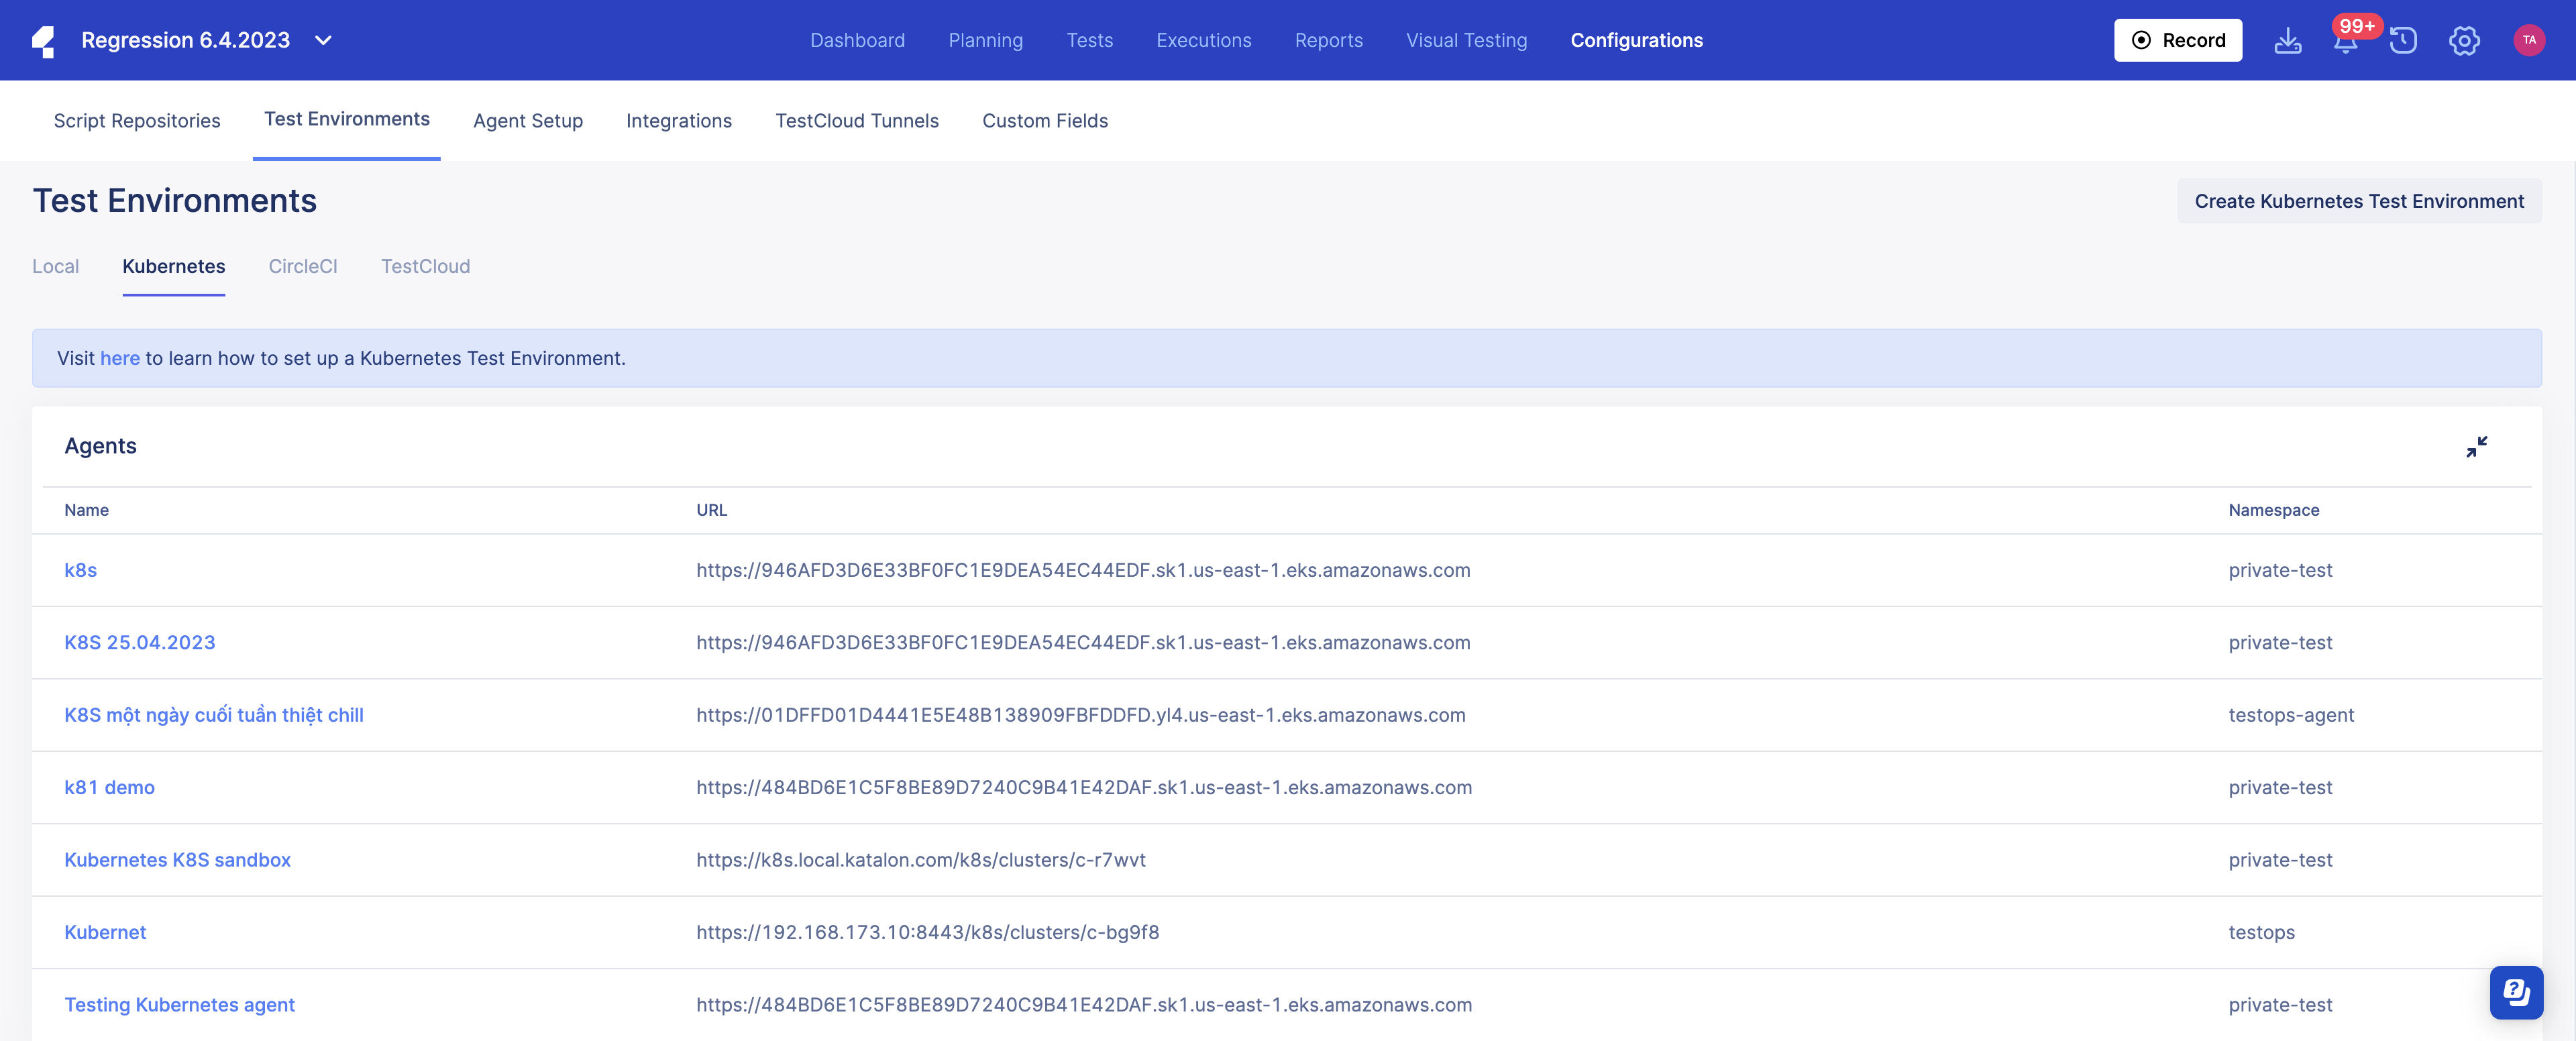 Regression 6.4.2023
Dashboard Planning Tests Executions Reports Visual Testing Configurations
Record
99+
TA
Script Repositories Test Environments Agent Setup Integrations TestCloud Tunnels Custom Fields
Test Environments
Create Kubernetes Test Environment
Local Kubernetes CircleCI TestCloud
Visit here to learn how to set up a Kubernetes Test Environment.
Agents
Name URL Namespace
k8s https://946AFD3D6E33BF0FC1E9DEA54EC44EDF.sk1.us-east-1.eks.amazonaws.com private-test
K8S 25.04.2023 https://946AFD3D6E33BF0FC1E9DEA54EC44EDF.sk1.us-east-1.eks.amazonaws.com private-test
K8S một ngày cuối tuần thiệt chill https://01DFFD01D4441E5E48B138909FBFDDFD.yl4.us-east-1.eks.amazonaws.com testops-agent
k81 demo https://484BD6E1C5F8BE89D7240C9B41E42DAF.sk1.us-east-1.eks.amazonaws.com private-test
Kubernetes K8S sandbox https://k8s.local.katalon.com/k8s/clusters/c-r7wvt private-test
Kubernet https://192.168.173.10:8443/k8s/clusters/c-bg9f8 testops
Testing Kubernetes agent https://484BD6E1C5F8BE89D7240C9B41E42DAF.sk1.us-east-1.eks.amazonaws.com private-test